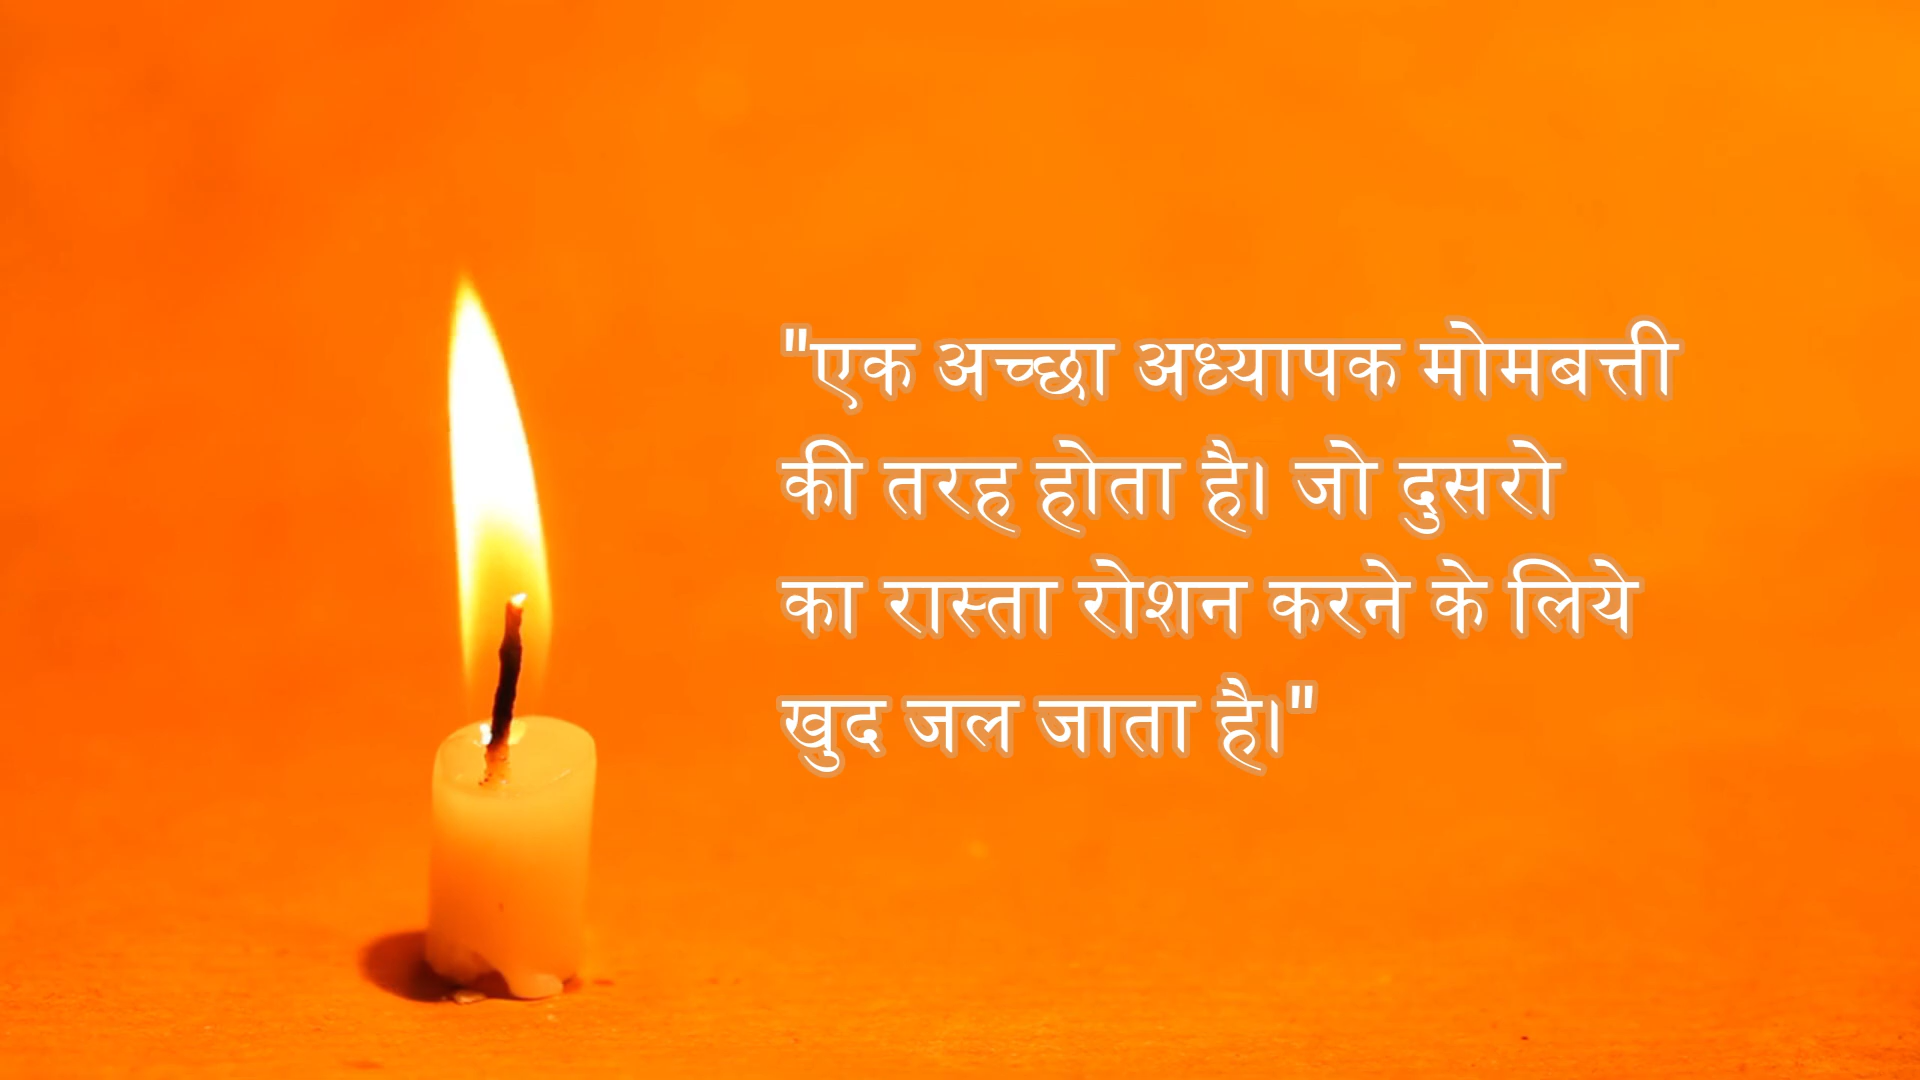 "एक अच्छा अध्यापक मोमबत्ती
की तरह होता है। जो दुसरो
का रास्ता रोशन करने के लिये
खुद जल जाता है।"